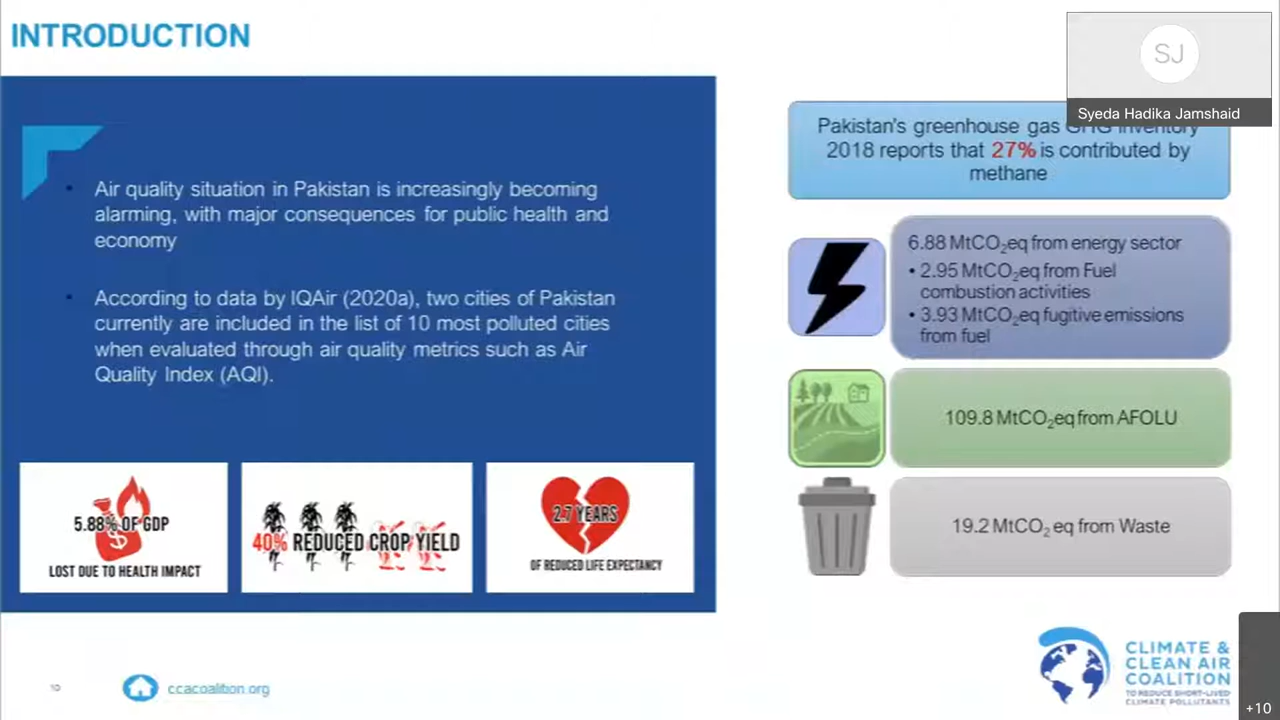 INTRODUCTION
SJ
Syeda Hadika Jamshaid
Air quality situation in Pakistan is increasingly becoming
alarming, with major consequences for public health and
economy
According to data by IQAir (2020a), two cities of Pakistan
currently are included in the list of 10 most polluted cities
when evaluated through air quality metrics such as Air
Quality Index (AQI).
5.88% OF GDP
LOST DUE TO HEALTH IMPACT
40% REDUCED CROP YIELD
2.7 YEARS
OF REDUCED LIFE EXPECTANCY
Pakistan's greenhouse gas GHG inventory
2018 reports that 27% is contributed by
methane
6.88 MtCO₂eq from energy sector
• 2.95 MtCO₂eq from Fuel
combustion activities
• 3.93 MtCO₂eq fugitive emissions
from fuel
109.8 MtCO₂eq from AFOLU
19.2 MtCO₂ eq from Waste
10
ccacoalition.org
CLIMATE &
CLEAN AIR
COALITION
TO REDUCE SHORT-LIVED
CLIMATE POLLUTANTS
+10